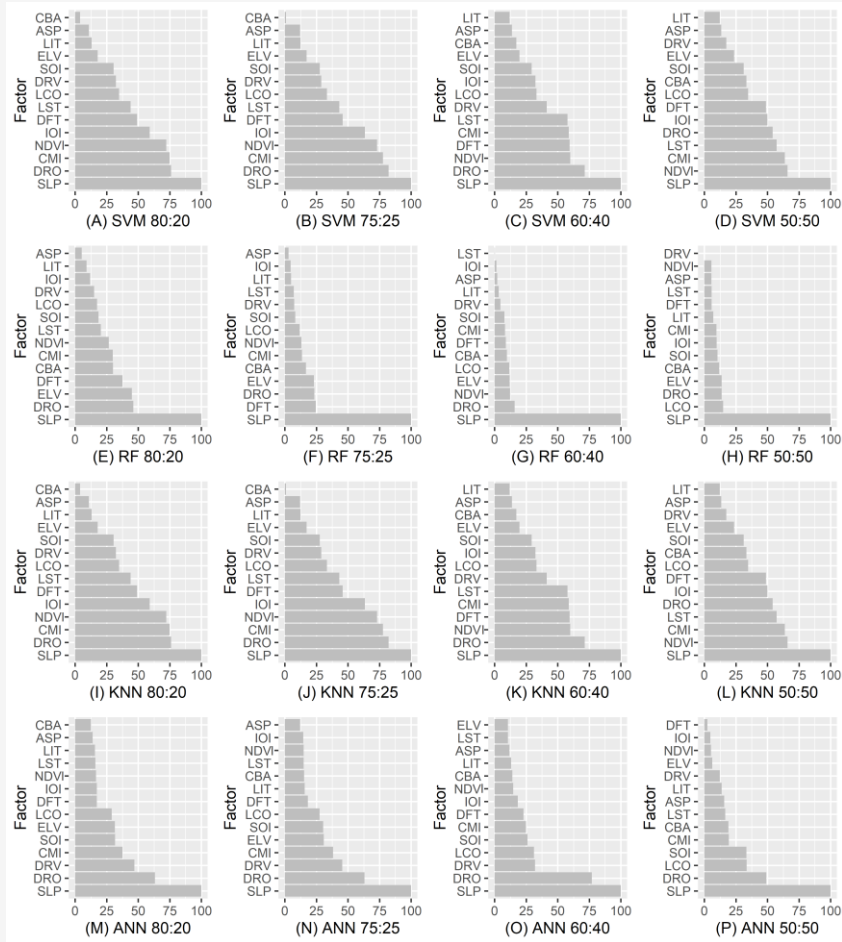 Factor
CBA
ASP
LIT
ELV
SOI
DRV
LCO
LST
DFT
IOI
NDVI
CMI
DRO
SLP
0 25 50 75 100
(A) SVM 80:20
Factor
CBA
ASP
LIT
ELV
SOI
DRV
LCO
LST
DFT
IOI
NDVI
CMI
DRO
SLP
0 25 50 75 100
(B) SVM 75:25
Factor
LIT
ASP
CBA
ELV
SOI
IOI
LCO
DRV
LST
CMI
DFT
NDVI
DRO
SLP
0 25 50 75 100
(C) SVM 60:40
Factor
LIT
ASP
DRV
ELV
SOI
CBA
LCO
DFT
IOI
DRO
LST
CMI
NDVI
SLP
0 25 50 75 100
(D) SVM 50:50
Factor
ASP
LIT
IOI
DRV
LCO
SOI
LST
NDVI
CMI
CBA
DFT
ELV
DRO
SLP
0 25 50 75 100
(E) RF 80:20
Factor
ASP
IOI
LIT
LST
DRV
SOI
LCO
NDVI
CMI
CBA
ELV
DRO
DFT
SLP
0 25 50 75 100
(F) RF 75:25
Factor
LST
IOI
ASP
LIT
DRV
SOI
CMI
DFT
CBA
LCO
ELV
NDVI
DRO
SLP
0 25 50 75 100
(G) RF 60:40
Factor
DRV
NDVI
ASP
LST
DFT
LIT
CMI
IOI
SOI
CBA
ELV
DRO
LCO
SLP
0 25 50 75 100
(H) RF 50:50
Factor
CBA
ASP
LIT
ELV
SOI
DRV
LCO
LST
DFT
IOI
NDVI
CMI
DRO
SLP
0 25 50 75 100
(I) KNN 80:20
Factor
CBA
ASP
LIT
ELV
SOI
DRV
LCO
LST
DFT
IOI
NDVI
CMI
DRO
SLP
0 25 50 75 100
(J) KNN 75:25
Factor
LIT
ASP
CBA
ELV
SOI
IOI
LCO
DRV
LST
CMI
DFT
NDVI
DRO
SLP
0 25 50 75 100
(K) KNN 60:40
Factor
LIT
ASP
DRV
ELV
SOI
CBA
LCO
DFT
IOI
DRO
LST
CMI
NDVI
SLP
0 25 50 75 100
(L) KNN 50:50
Factor
CBA
ASP
LIT
LST
NDVI
IOI
DFT
LCO
ELV
SOI
CMI
DRV
DRO
SLP
0 25 50 75 100
(M) ANN 80:20
Factor
ASP
IOI
NDVI
LST
CBA
LIT
DFT
LCO
SOI
ELV
CMI
DRV
DRO
SLP
0 25 50 75 100
(N) ANN 75:25
Factor
ELV
LST
ASP
LIT
CBA
NDVI
IOI
DFT
CMI
SOI
LCO
DRV
DRO
SLP
0 25 50 75 100
(O) ANN 60:40
Factor
DFT
IOI
NDVI
ELV
DRV
LIT
ASP
LST
CBA
CMI
SOI
LCO
DRO
SLP
0 25 50 75 100
(P) ANN 50:50